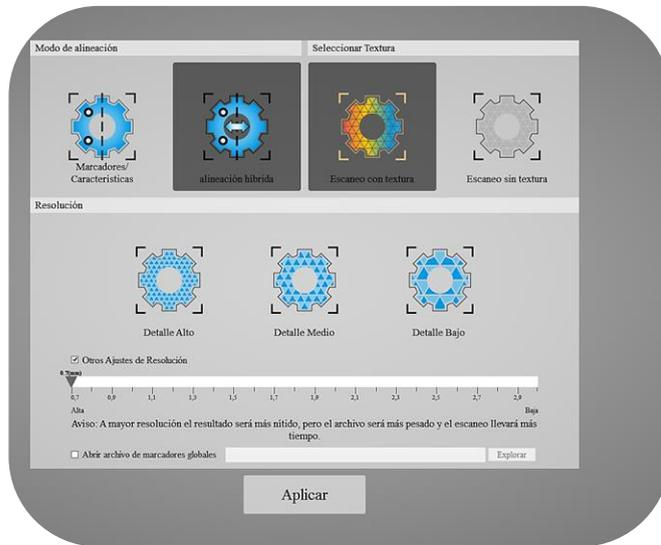 Modo de alineación
Seleccionar Textura
Marcadores/
Caracteristicas
alineación híbrida
Escaneo con textura
Escaneo sin textura
Resolución
Detalle Alto
Detalle Medio
Detalle Bajo
Otros Ajustes de Resolución
0.7(mm)
0,7 0,9 1,1 1,3 1,5 1,7 1,9 2,1 2,3 2,5 2,7 2,9
Alta Baja
Aviso: A mayor resolución el resultado será más nítido, pero el archivo será más pesado y el escaneo llevará más
tiempo.
Abrir archivo de marcadores globales
Explorar
Aplicar